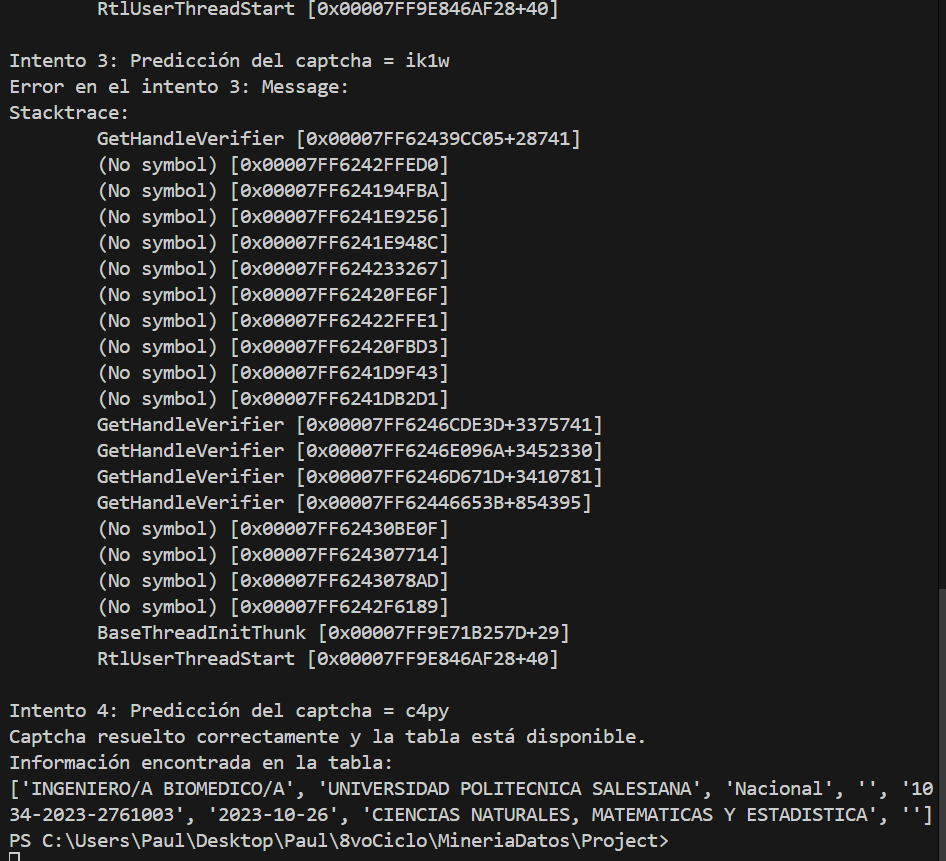 RtlUserThreadStart [0x00007FF9E846AF28+40]
Intento 3: Predicción del captcha = ik1w
Error en el intento 3: Message:
Stacktrace:
GetHandleVerifier [0x00007FF62439CC05+28741]
(No symbol) [0x00007FF6242FFED0]
(No symbol) [0x00007FF624194FBA]
(No symbol) [0x00007FF6241E9256]
(No symbol) [0x00007FF6241E948C]
(No symbol) [0x00007FF624233267]
(No symbol) [0x00007FF62420FE6F]
(No symbol) [0x00007FF62422FFE1]
(No symbol) [0x00007FF62420FBD3]
(No symbol) [0x00007FF6241D9F43]
(No symbol) [0x00007FF6241DB2D1]
GetHandleVerifier [0x00007FF6246CDE3D+3375741]
GetHandleVerifier [0x00007FF6246E096A+3452330]
GetHandleVerifier [0x00007FF6246D671D+3410781]
GetHandleVerifier [0x00007FF62446653B+854395]
(No symbol) [0x00007FF62430BE0F]
(No symbol) [0x00007FF624307714]
(No symbol) [0x00007FF6243078AD]
(No symbol) [0x00007FF6242F6189]
BaseThreadInitThunk [0x00007FF9E71B257D+29]
RtlUserThreadStart [0x00007FF9E846AF28+40]
Intento 4: Predicción del captcha = c4py
Captcha resuelto correctamente y la tabla está disponible.
Información encontrada en la tabla:
['INGENIERO/A BIOMEDICO/A', 'UNIVERSIDAD POLITECNICA SALESIANA', 'Nacional', '', '10
34-2023-2761003', '2023-10-26', 'CIENCIAS NATURALES, MATEMATICAS Y ESTADISTICA', '']
PS C:\Users\Paul\Desktop\Paul\8voCiclo\MineriaDatos\Project>